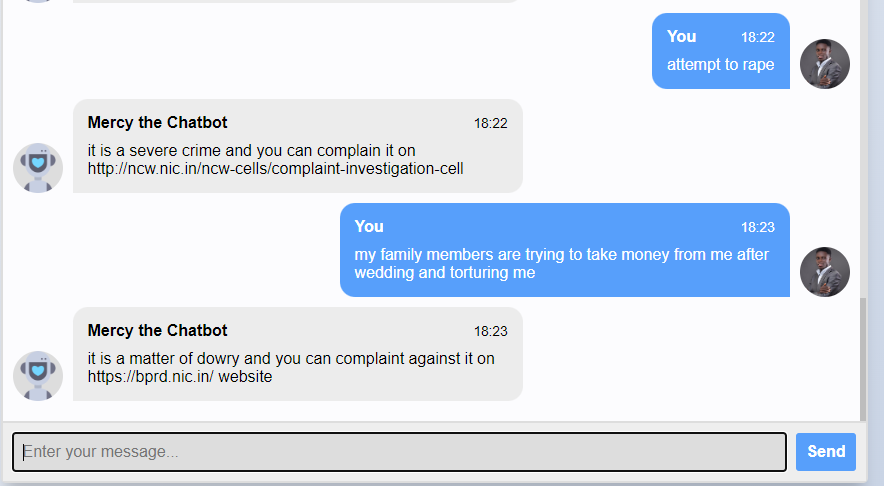 You 18:22
attempt to rape
Mercy the Chatbot 18:22
it is a severe crime and you can complain it on
http://ncw.nic.in/ncw-cells/complaint-investigation-cell
You 18:23
my family members are trying to take money from me after
wedding and torturing me
Mercy the Chatbot 18:23
it is a matter of dowry and you can complaint against it on
https://bprd.nic.in/ website
Enter your message... Send